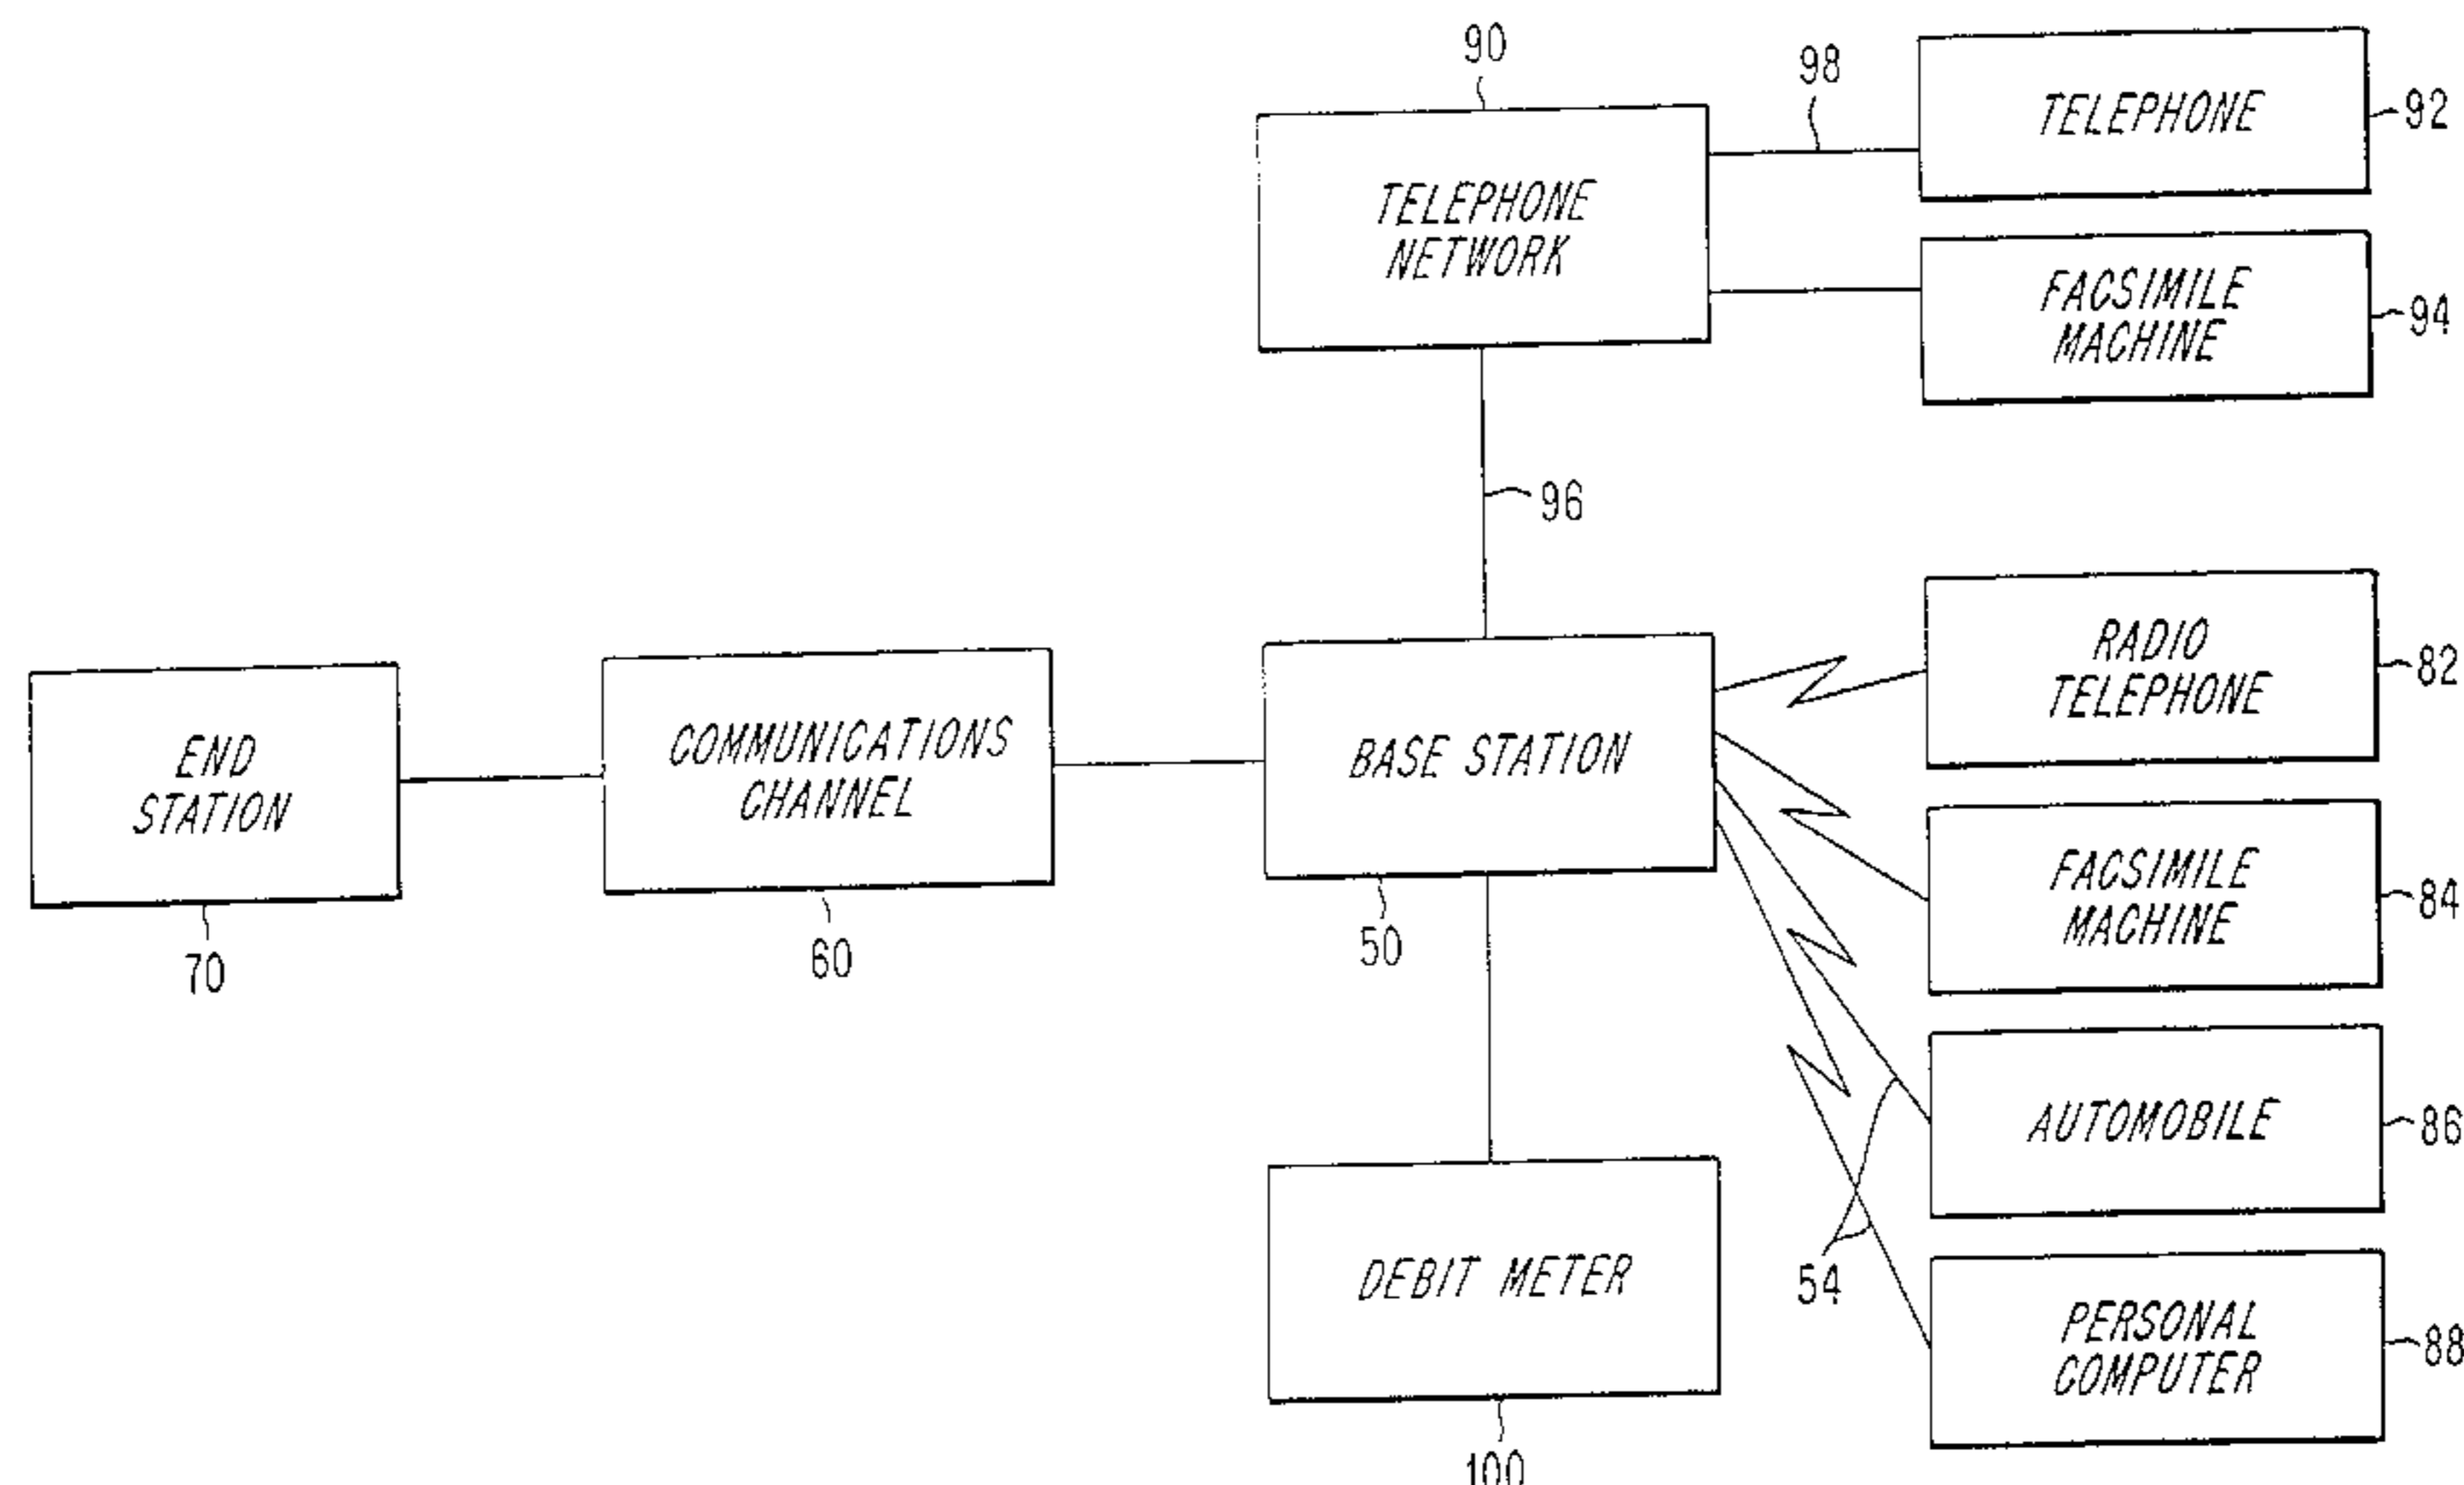 90
98
TELEPHONE
92
TELEPHONE
NETWORK
FACSIMILE
MACHINE
94
96
RADIO
TELEPHONE
82
END
STATION
70
COMMUNICATIONS
CHANNEL
60
BASE STATION
50
FACSIMILE
MACHINE
84
AUTOMOBILE
86
DEBIT METER
100
54
PERSONAL
COMPUTER
88